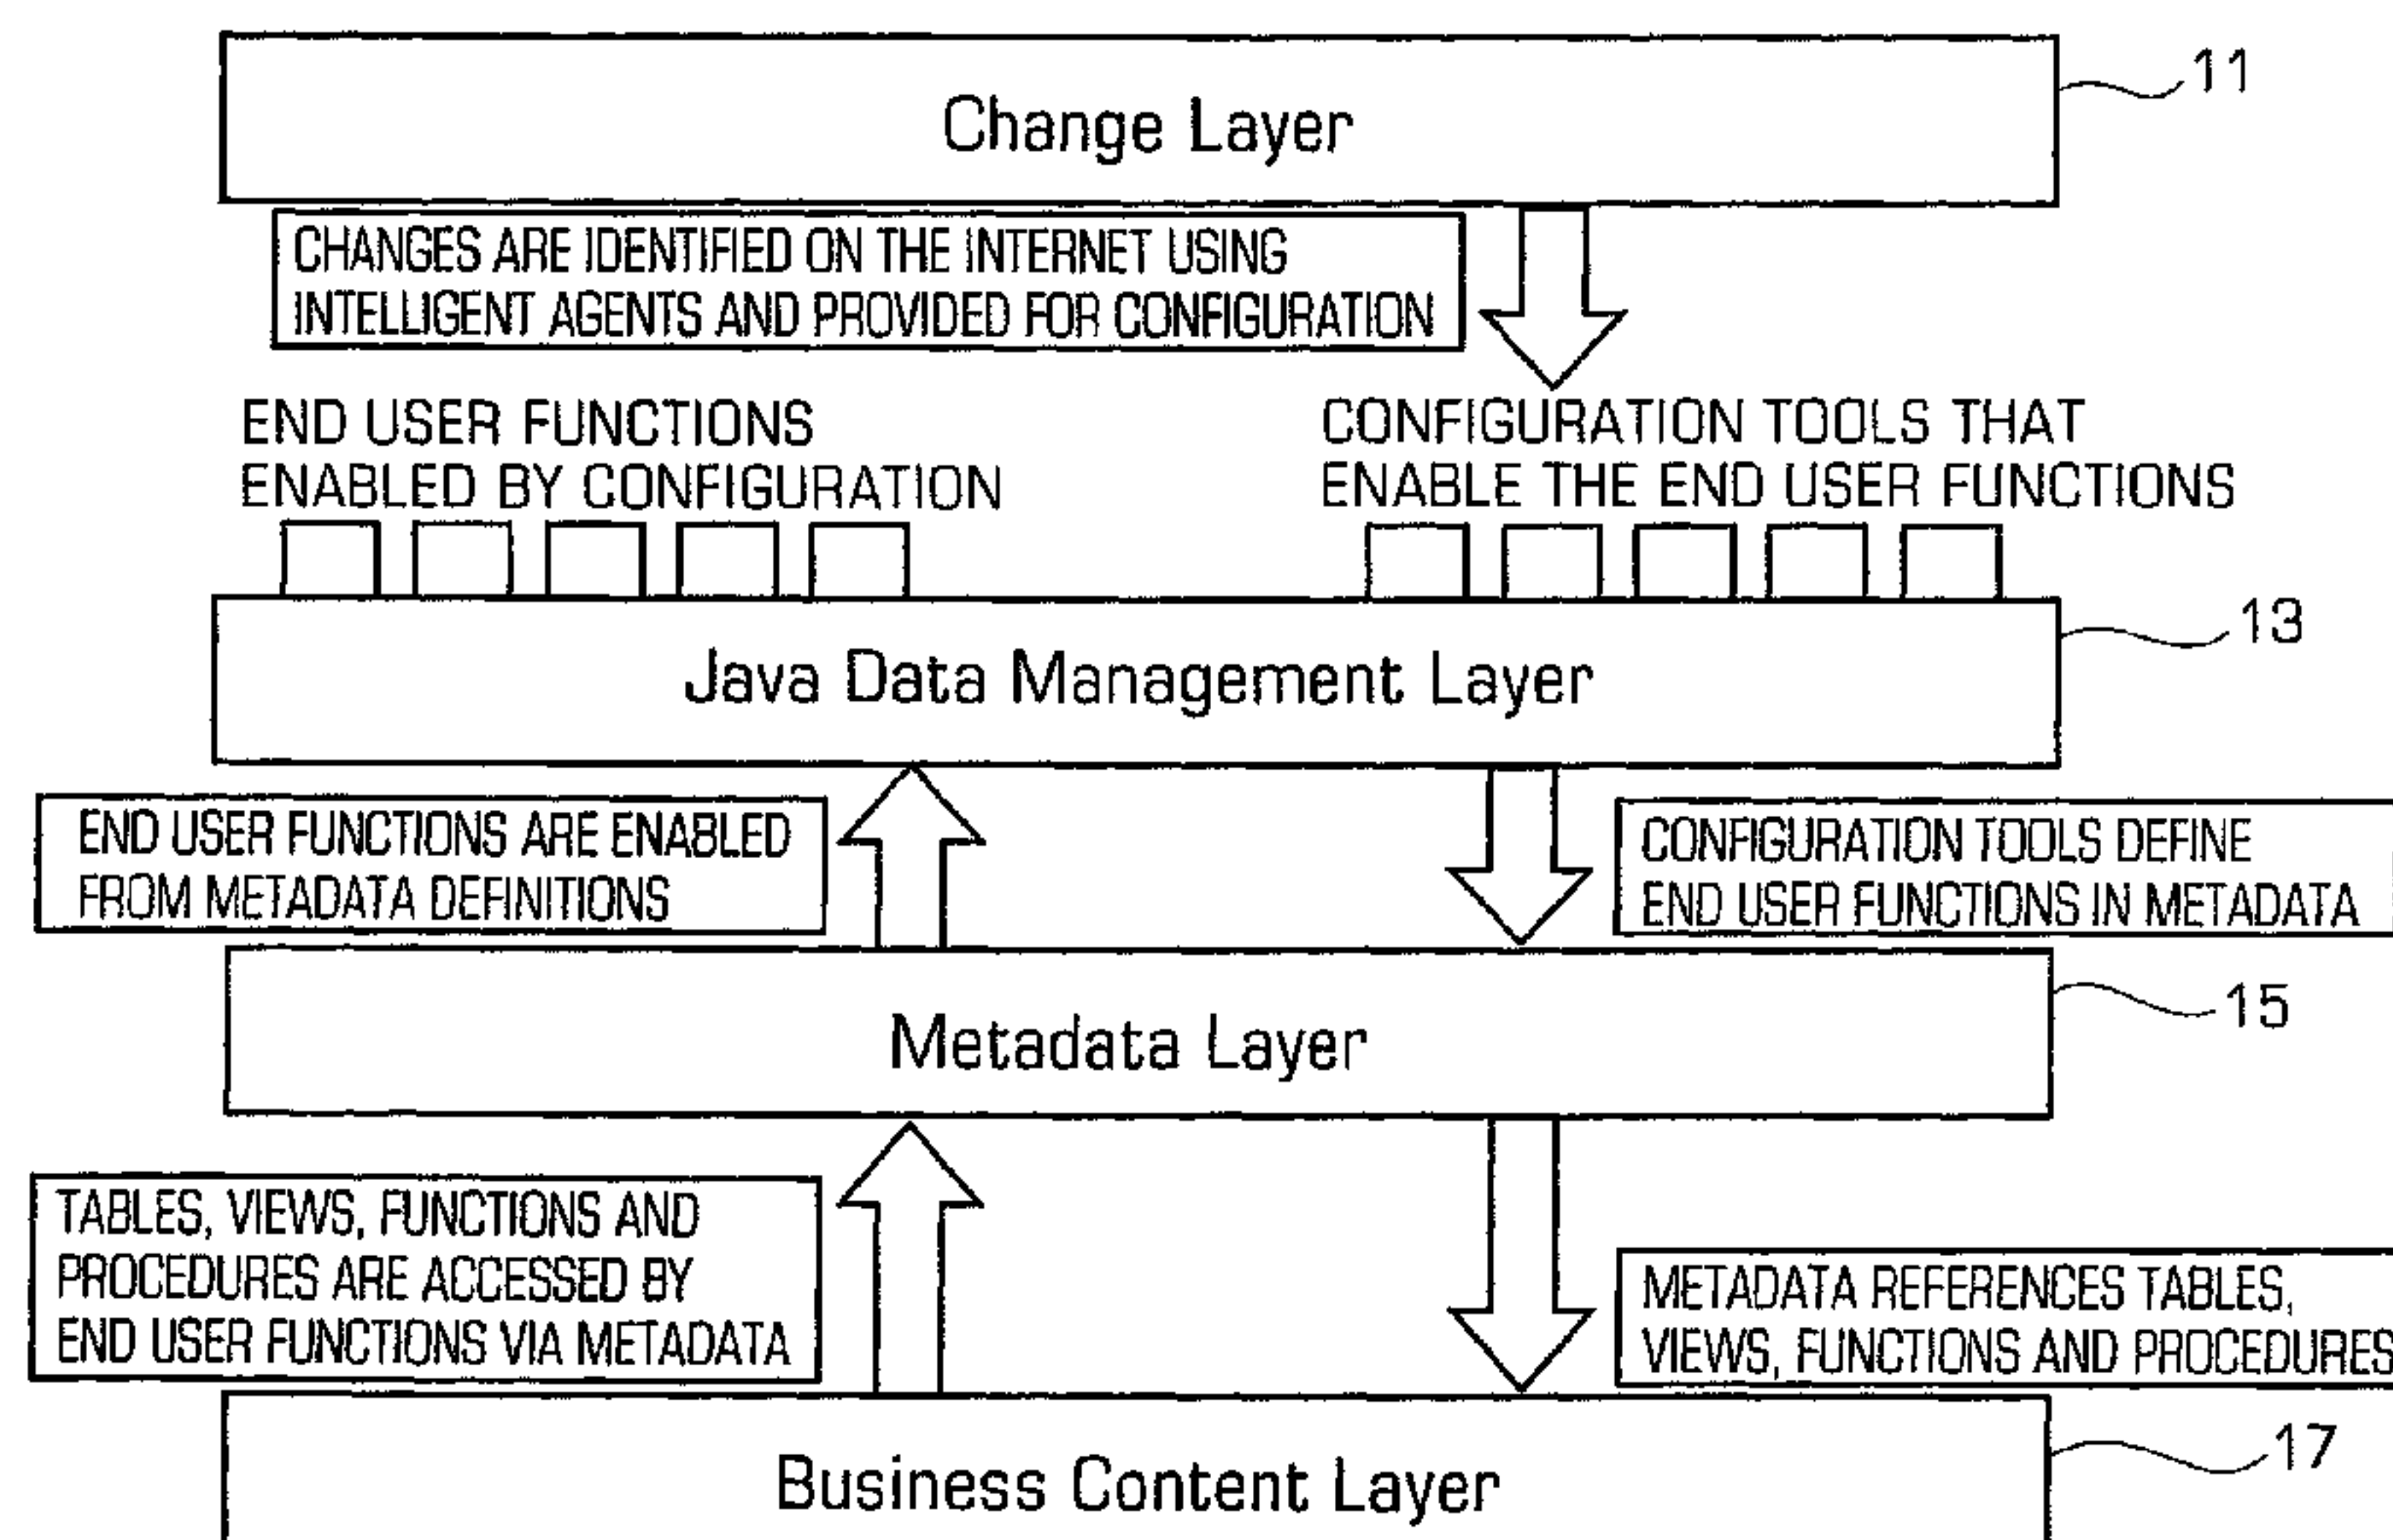 Change Layer
11
CHANGES ARE IDENTIFIED ON THE INTERNET USING
INTELLIGENT AGENTS AND PROVIDED FOR CONFIGURATION
END USER FUNCTIONS
ENABLED BY CONFIGURATION
CONFIGURATION TOOLS THAT
ENABLE THE END USER FUNCTIONS
Java Data Management Layer
13
END USER FUNCTIONS ARE ENABLED
FROM METADATA DEFINITIONS
CONFIGURATION TOOLS DEFINE
END USER FUNCTIONS IN METADATA
Metadata Layer
15
TABLES, VIEWS, FUNCTIONS AND
PROCEDURES ARE ACCESSED BY
END USER FUNCTIONS VIA METADATA
METADATA REFERENCES TABLES,
VIEWS, FUNCTIONS AND PROCEDURES
Business Content Layer
17